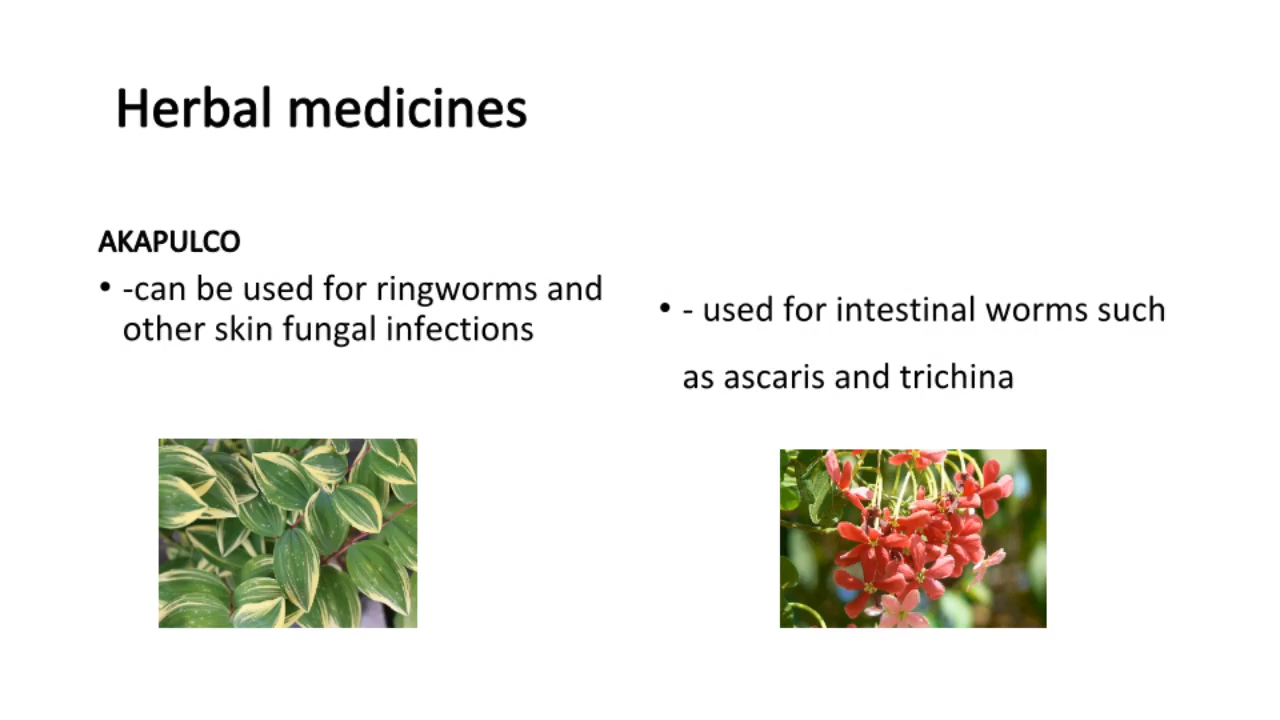 Herbal medicines
AKAPULCO
• -can be used for ringworms and
other skin fungal infections
• - used for intestinal worms such
as ascaris and trichina